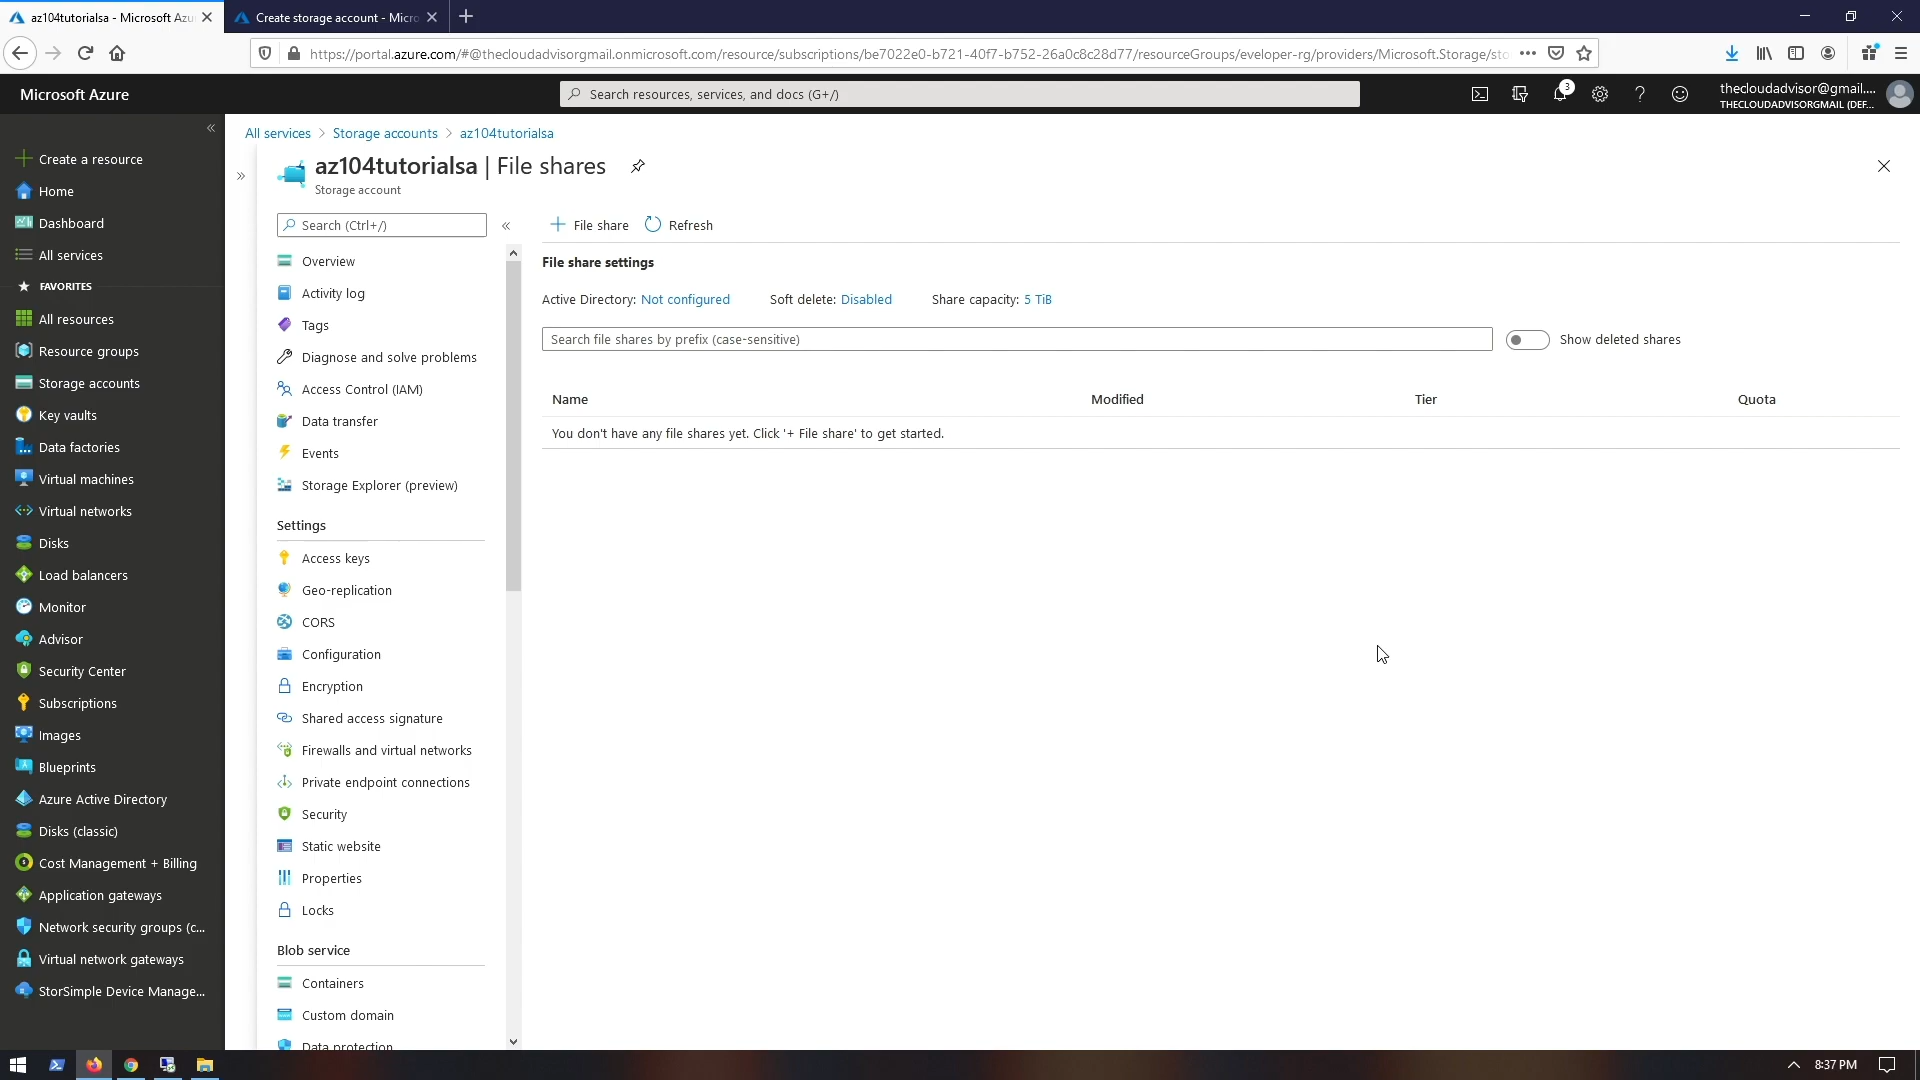 az104tutorialsa - Microsoft Azu
Create storage account - Micro
https://portal.azure.com/#@thecloudadvisorgmail.onmicrosoft.com/resource/subscriptions/be7022e0-b721-40f7-b752-26a0c8c28d77/resourceGroups/eveloper-rg/providers/Microsoft.Storage/sto
Microsoft Azure
Search resources, services, and docs (G+/)
3
thecloudadvisor@gmail....
THECLOUDADVISORGMAIL (DEF...
Create a resource
Home
Dashboard
All services
FAVORITES
All resources
Resource groups
Storage accounts
Key vaults
Data factories
Virtual machines
Virtual networks
Disks
Load balancers
Monitor
Advisor
Security Center
Subscriptions
Images
Blueprints
Azure Active Directory
Disks (classic)
Cost Management + Billing
Application gateways
Network security groups (c...
Virtual network gateways
StorSimple Device Manage...
All services > Storage accounts > az104tutorialsa
az104tutorialsa | File shares
Storage account
Search (Ctrl+/)
Overview
Activity log
Tags
Diagnose and solve problems
Access Control (IAM)
Data transfer
Events
Storage Explorer (preview)
Settings
Access keys
Geo-replication
CORS
Configuration
Encryption
Shared access signature
Firewalls and virtual networks
Private endpoint connections
Security
Static website
Properties
Locks
Blob service
Containers
Custom domain
Data protection
File share Refresh
File share settings
Active Directory: Not configured Soft delete: Disabled Share capacity: 5 TiB
Search file shares by prefix (case-sensitive)
Show deleted shares
Name Modified Tier Quota
You don't have any file shares yet. Click '+ File share' to get started.
8:37 PM